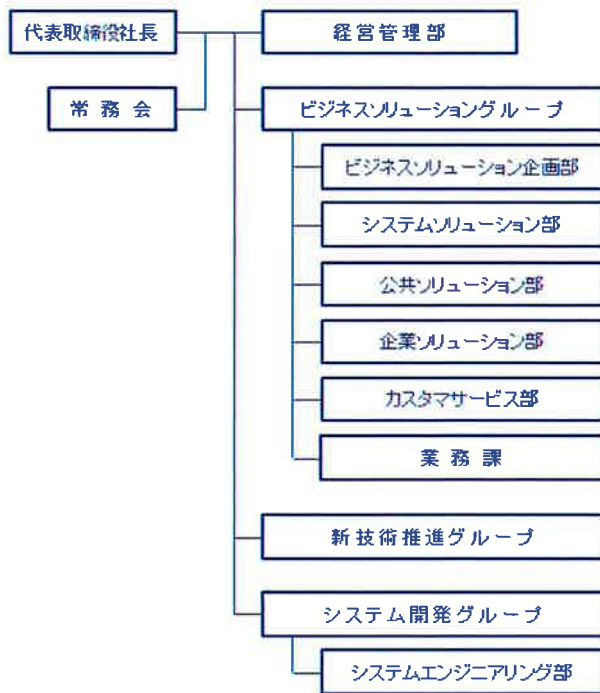 代表取締役社長
経営管理部
常務会
ビジネスソリューショングループ
ビジネスソリューション企画部
システムソリューション部
公共ソリューション部
企業ソリューション部
カスタマサービス部
業務課
新技術推進グループ
システム開発グループ
システムエンジニアリング部